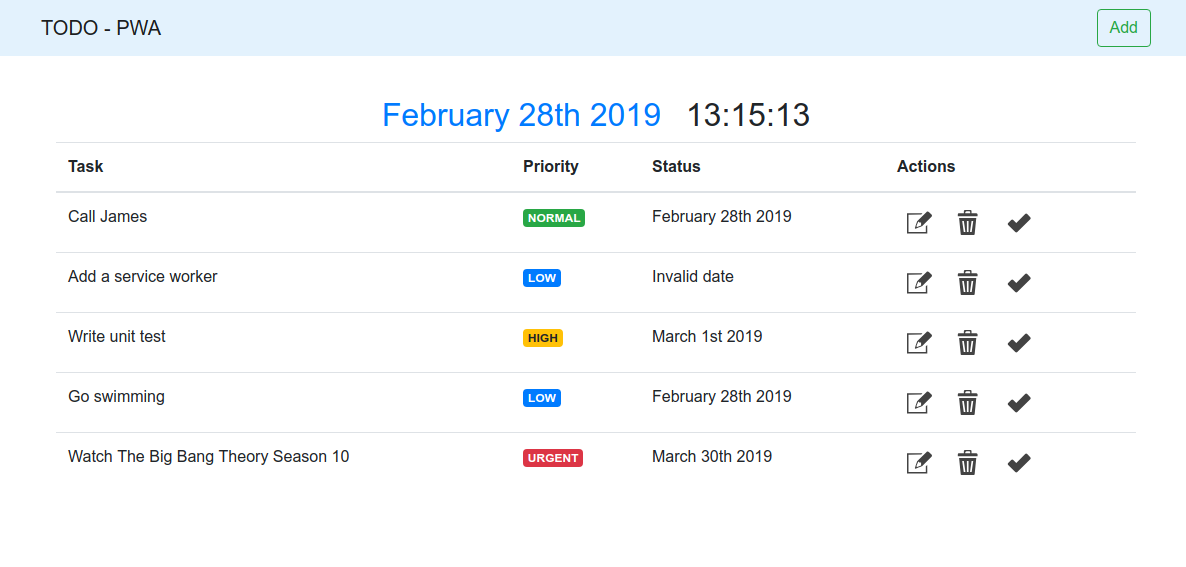 TODO - PWA Add
February 28th 2019 13:15:13
Task Priority Status Actions
Call James NORMAL February 28th 2019
Add a service worker LOW Invalid date
Write unit test HIGH March 1st 2019
Go swimming LOW February 28th 2019
Watch The Big Bang Theory Season 10 URGENT March 30th 2019